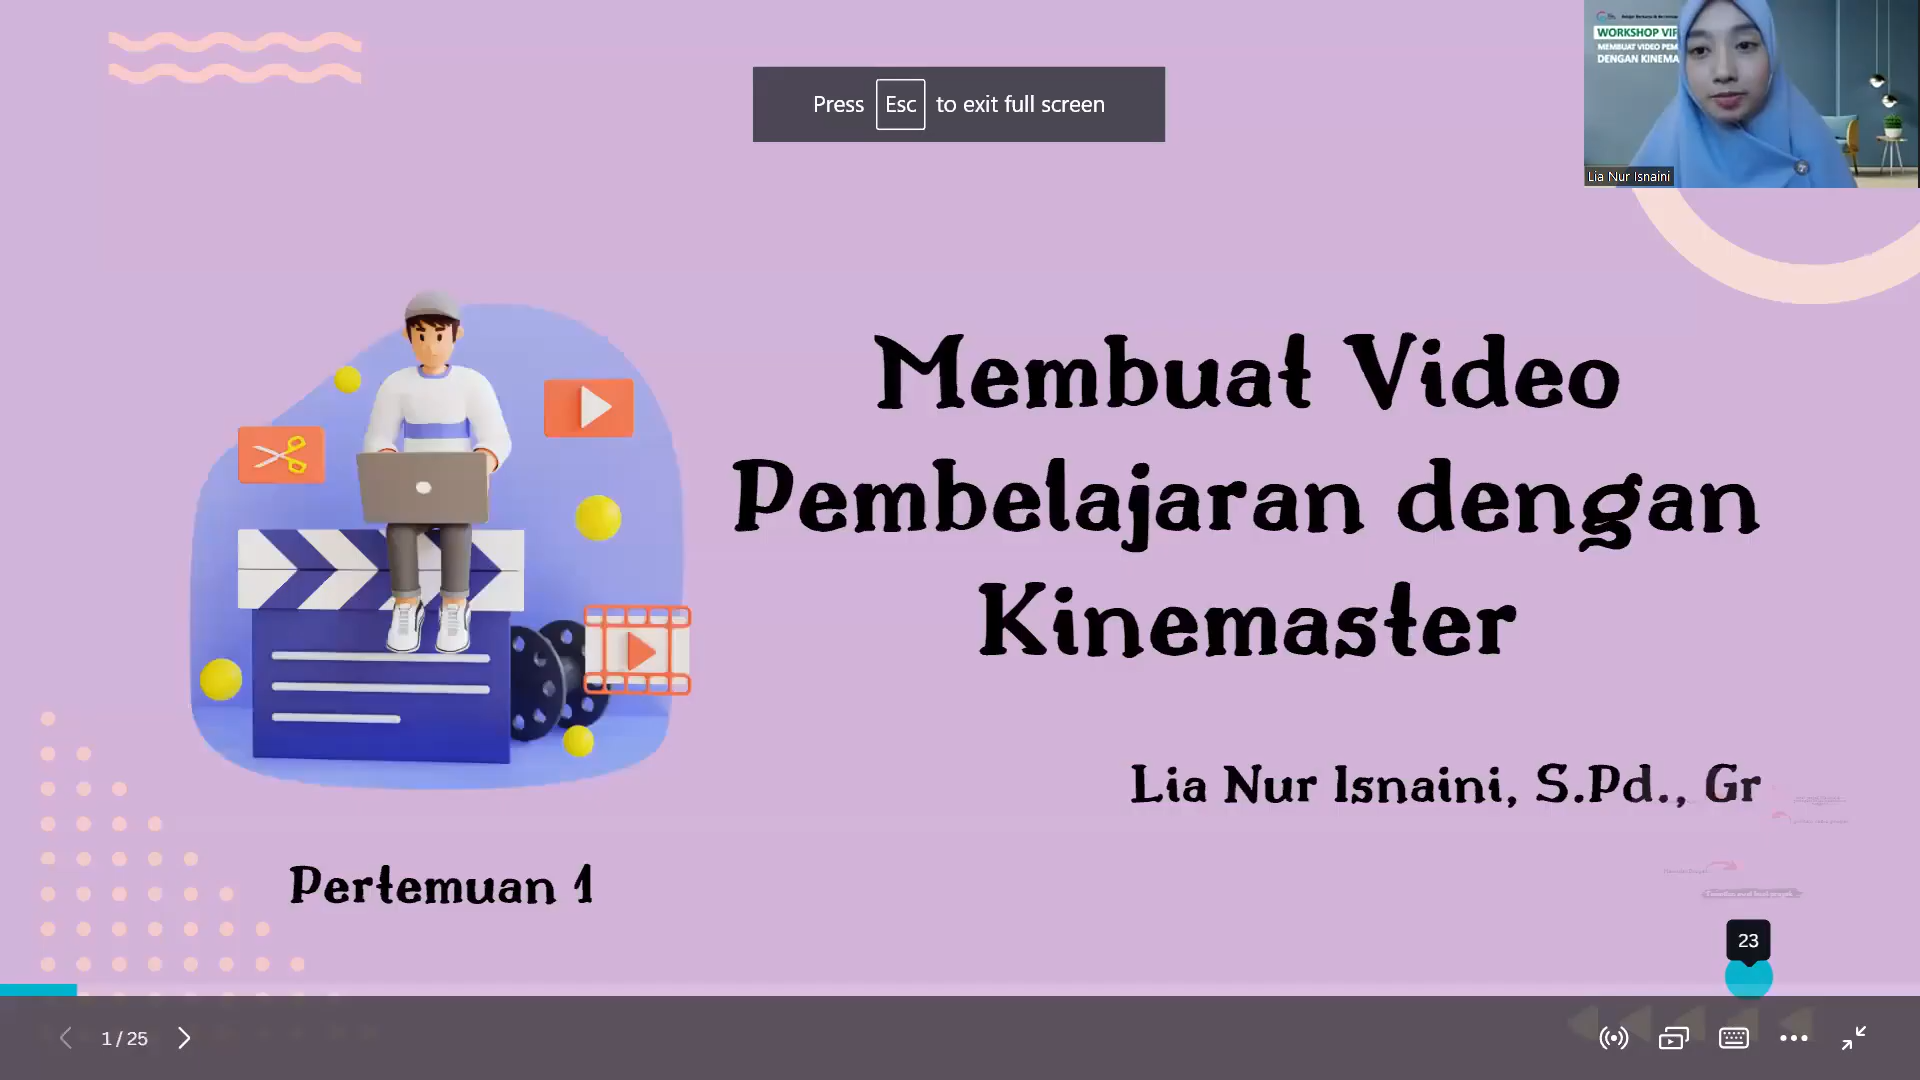 WORKSHOP VIR
MEMBUAT VIDEO PEM
DENGAN KINEMA
Lia Nur Isnaini
Press Esc to exit full screen
Membuat Video
Pembelajaran dengan
Kinemaster
Lia Nur Isnaini, S.Pd., Gr
Pertemuan 1
23
1 / 25